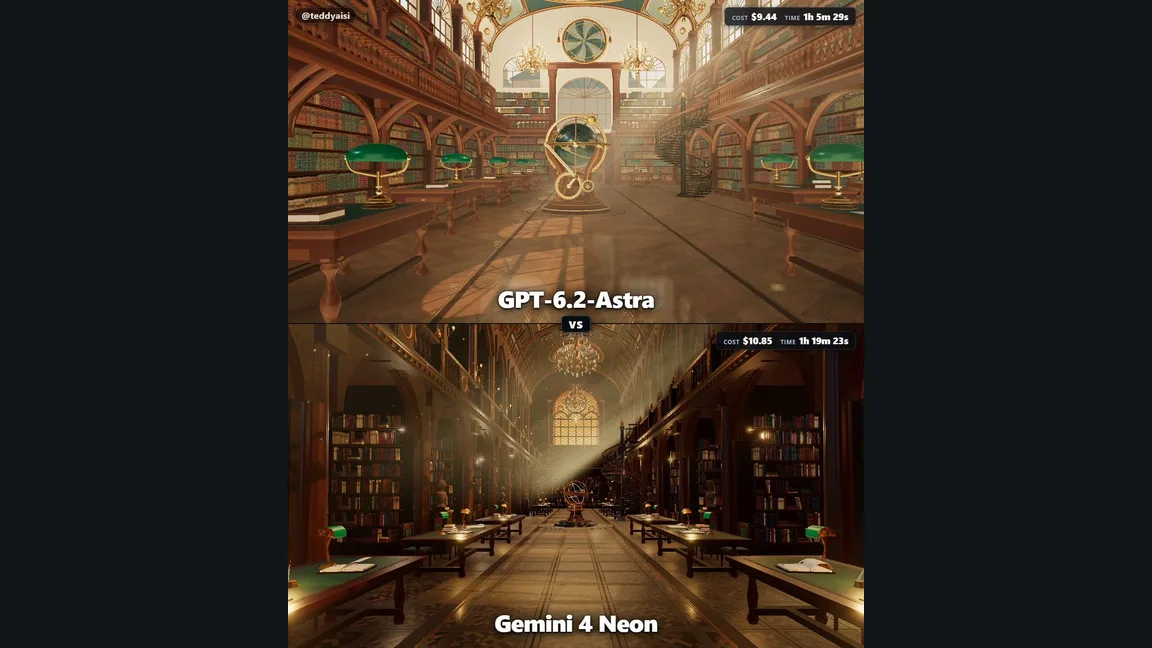 @teddyaisi
COST $9.44 TIME 1h 5m 29s
GPT-6.2-Astra
VS
COST $10.85 TIME 1h 19m 23s
Gemini 4 Neon